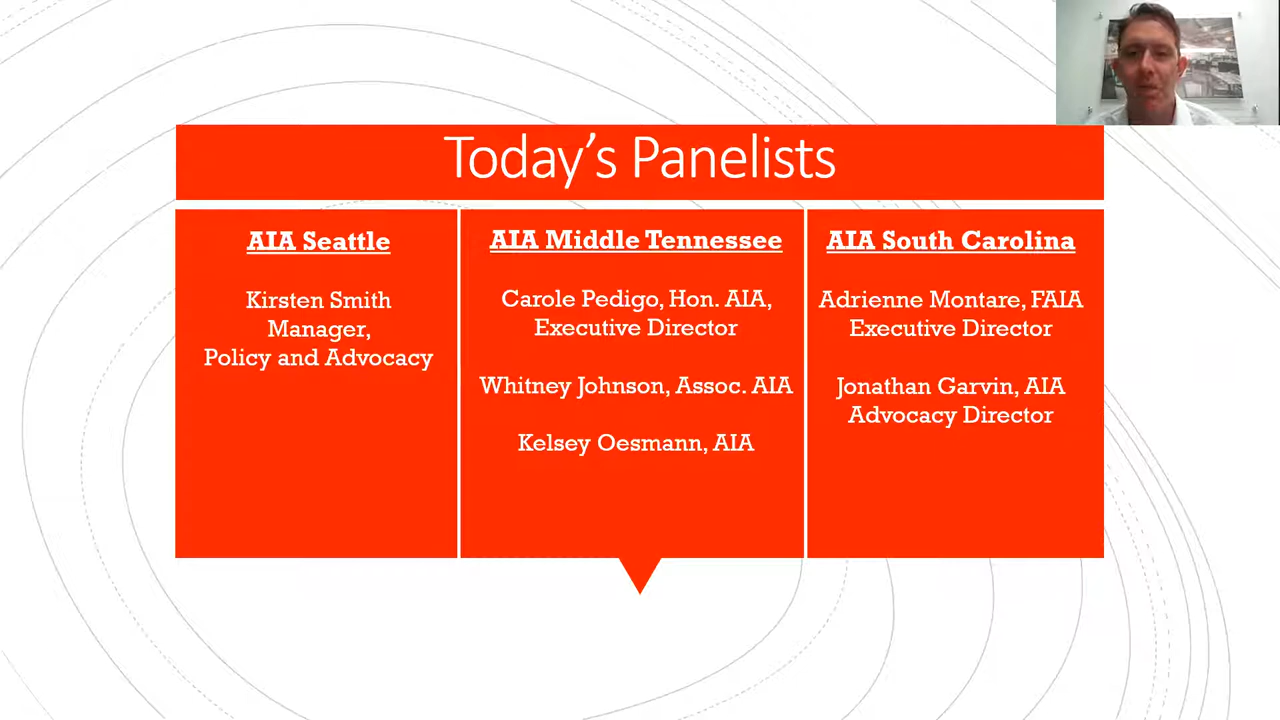 Today's Panelists
AIA Seattle
Kirsten Smith
Manager,
Policy and Advocacy
AIA Middle Tennessee
Carole Pedigo, Hon. AIA,
Executive Director
Whitney Johnson, Assoc. AIA
Kelsey Oesmann, AIA
AIA South Carolina
Adrienne Montare, FAIA
Executive Director
Jonathan Garvin, AIA
Advocacy Director